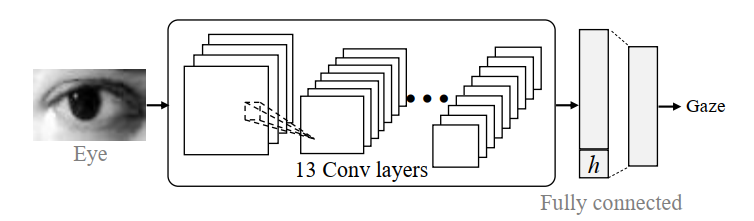 Eye
13 Conv layers
h
Gaze
Fully connected